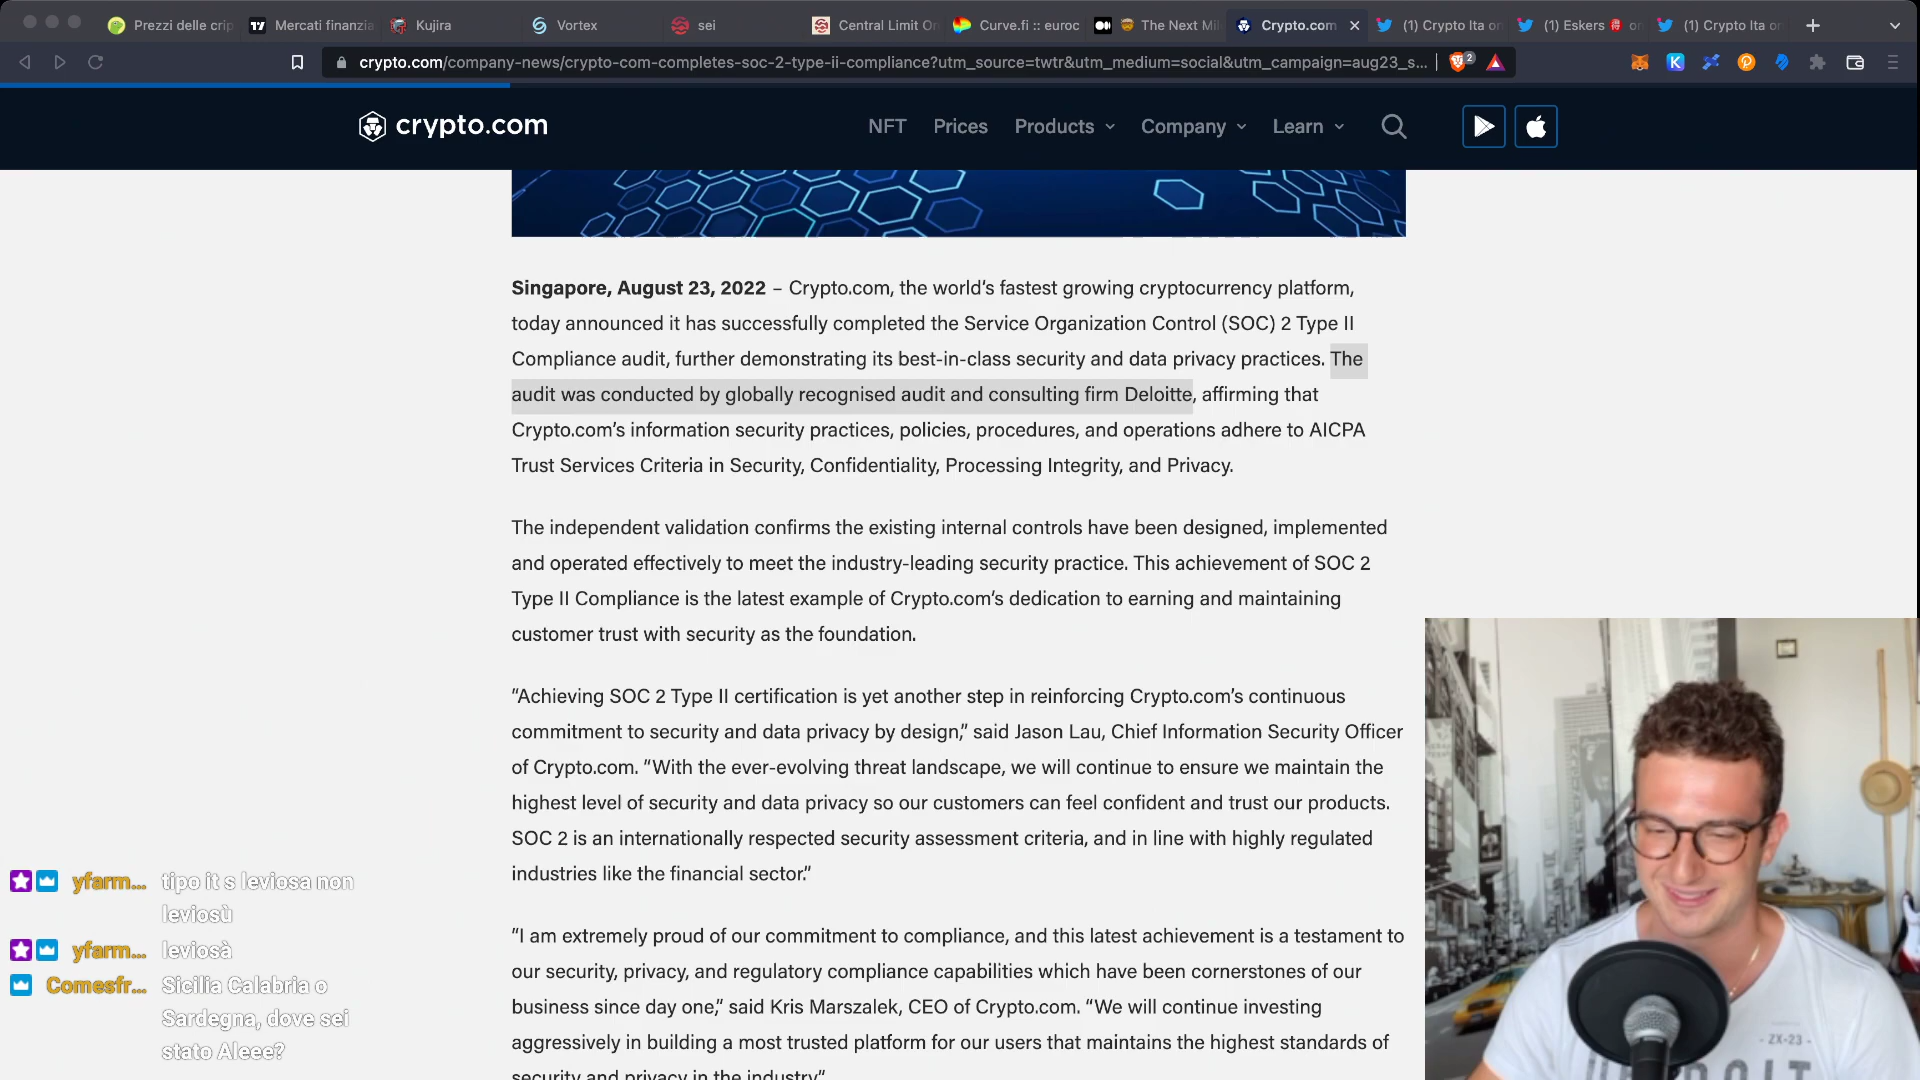 Prezzi delle crip
Mercati finanzia
Kujira
Vortex
sei
Central Limit Or
Curve.fi :: euroc
The Next Mil
Crypto.com
(1) Crypto Ita on
(1) Eskers on
(1) Crypto Ita on
crypto.com/company-news/crypto-com-completes-soc-2-type-ii-compliance?utm_source=twtr&utm_medium=social&utm_campaign=aug23_s...
2
crypto.com
NFT Prices Products Company Learn
Singapore, August 23, 2022 – Crypto.com, the world's fastest growing cryptocurrency platform,
today announced it has successfully completed the Service Organization Control (SOC) 2 Type II
Compliance audit, further demonstrating its best-in-class security and data privacy practices. The
audit was conducted by globally recognised audit and consulting firm Deloitte, affirming that
Crypto.com's information security practices, policies, procedures, and operations adhere to AICPA
Trust Services Criteria in Security, Confidentiality, Processing Integrity, and Privacy.
The independent validation confirms the existing internal controls have been designed, implemented
and operated effectively to meet the industry-leading security practice. This achievement of SOC 2
Type II Compliance is the latest example of Crypto.com's dedication to earning and maintaining
customer trust with security as the foundation.
“Achieving SOC 2 Type II certification is yet another step in reinforcing Crypto.com's continuous
commitment to security and data privacy by design,” said Jason Lau, Chief Information Security Officer
of Crypto.com. “With the ever-evolving threat landscape, we will continue to ensure we maintain the
highest level of security and data privacy so our customers can feel confident and trust our products.
SOC 2 is an internationally respected security assessment criteria, and in line with highly regulated
industries like the financial sector.”
“I am extremely proud of our commitment to compliance, and this latest achievement is a testament to
our security, privacy, and regulatory compliance capabilities which have been cornerstones of our
business since day one,” said Kris Marszalek, CEO of Crypto.com. “We will continue investing
aggressively in building a most trusted platform for our users that maintains the highest standards of
security and privacy in the industry”
yfarm... tipo it s leviosa non
leviosù
yfarm... leviosà
Comesfr... Sicilia Calabria o
Sardegna, dove sei
stato Aleee?
- ZX-23 -